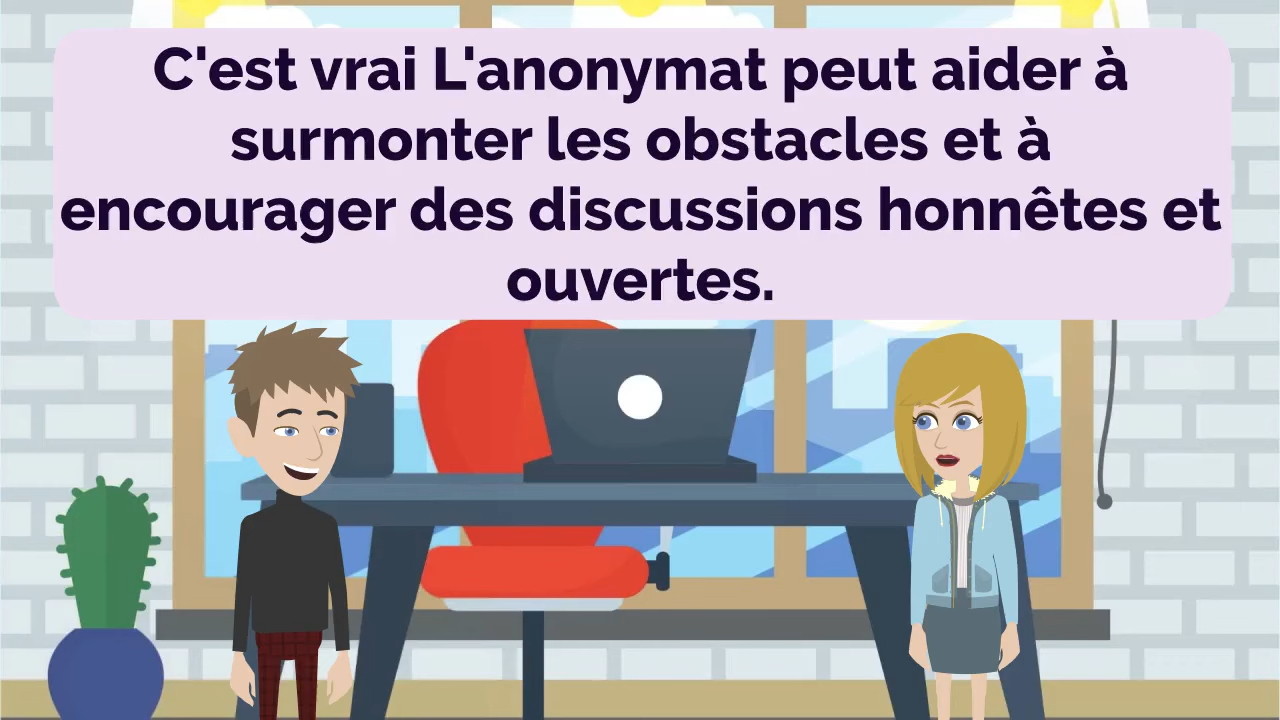 C'est vrai L'anonymat peut aider à
surmonter les obstacles et à
encourager des discussions honnêtes et
ouvertes.